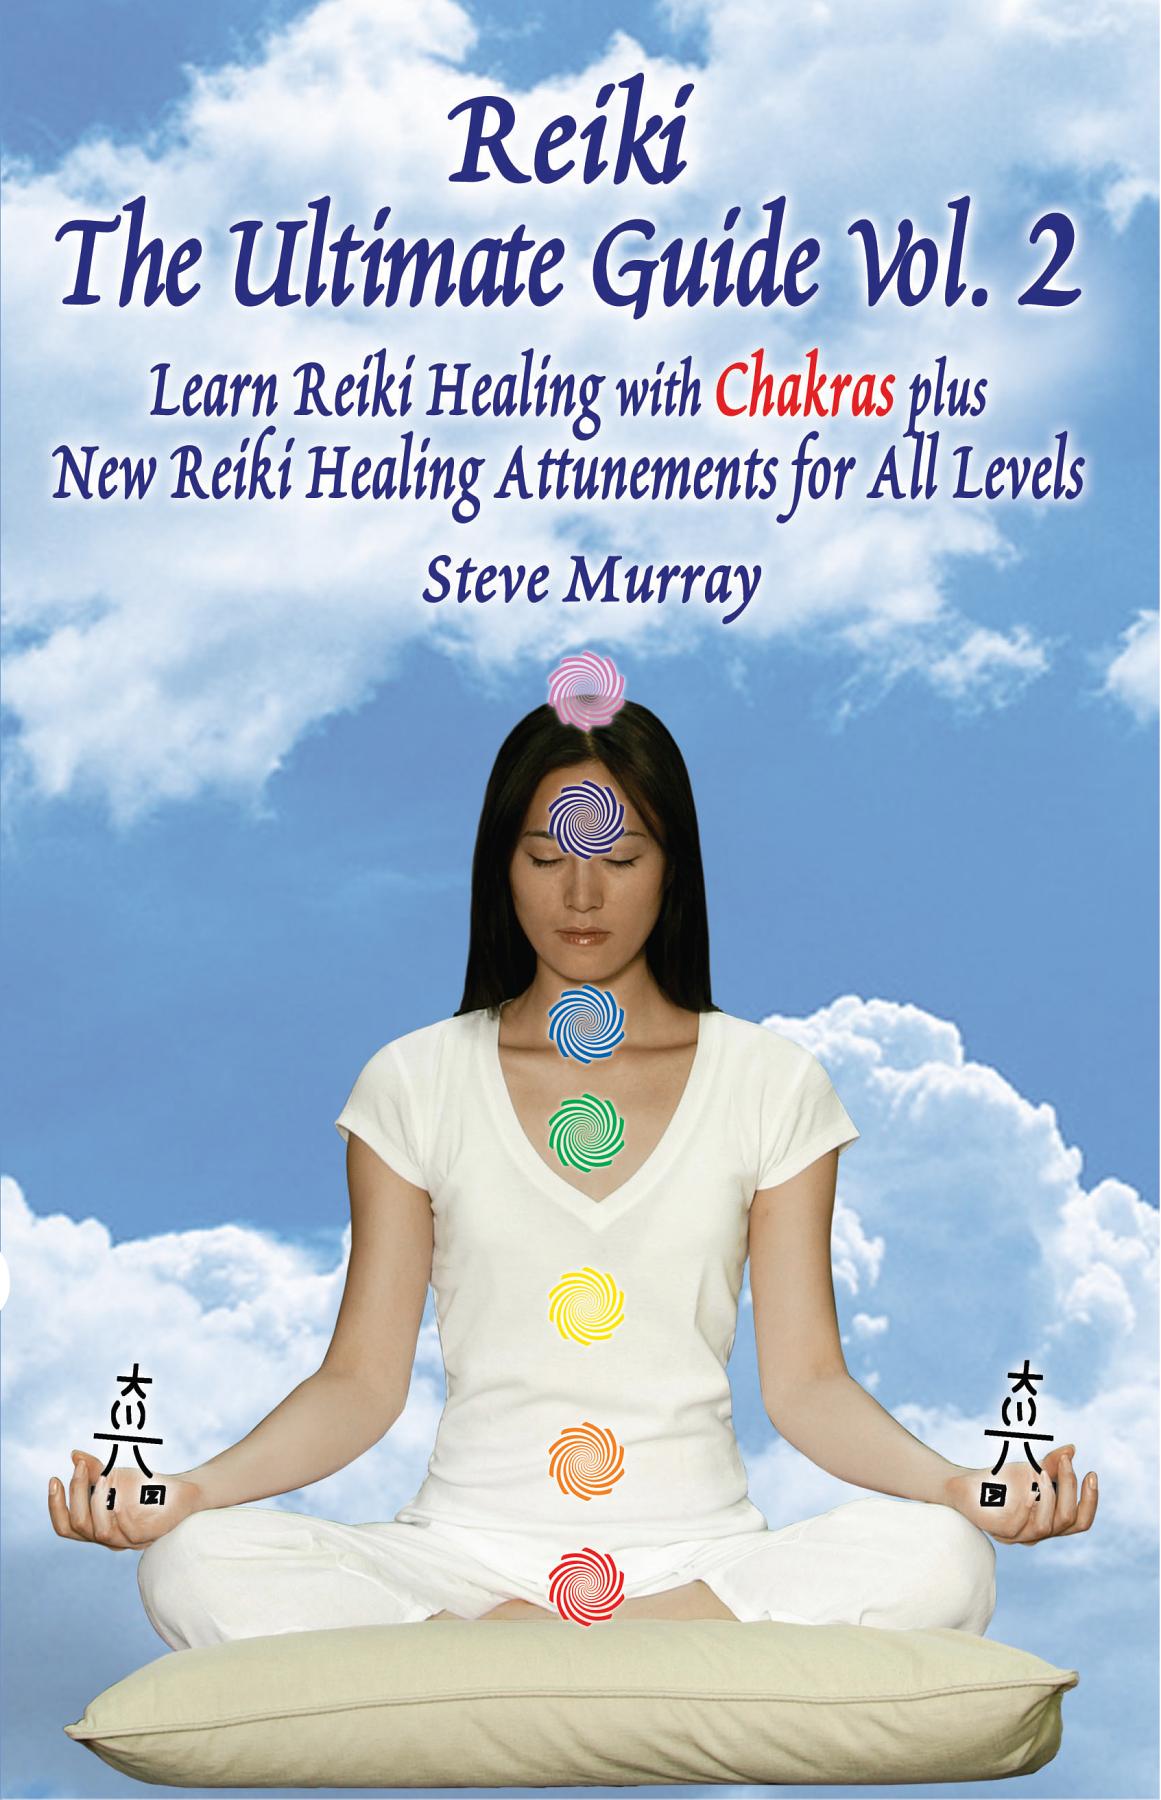 Reiki
The Ultimate Guide Vol. 2
Learn Reiki Healing with Chakras plus
New Reiki Healing Attunements for All Levels
Steve Murray